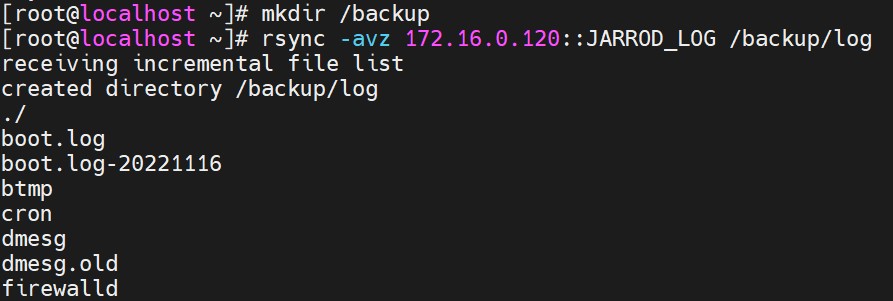 [root@localhost ~]# mkdir /backup
[root@localhost ~]# rsync -avz 172.16.0.120::JARROD_LOG /backup/log
receiving incremental file list
created directory /backup/log
./
boot.log
boot.log-20221116
btmp
cron
dmesg
dmesg.old
firewalld